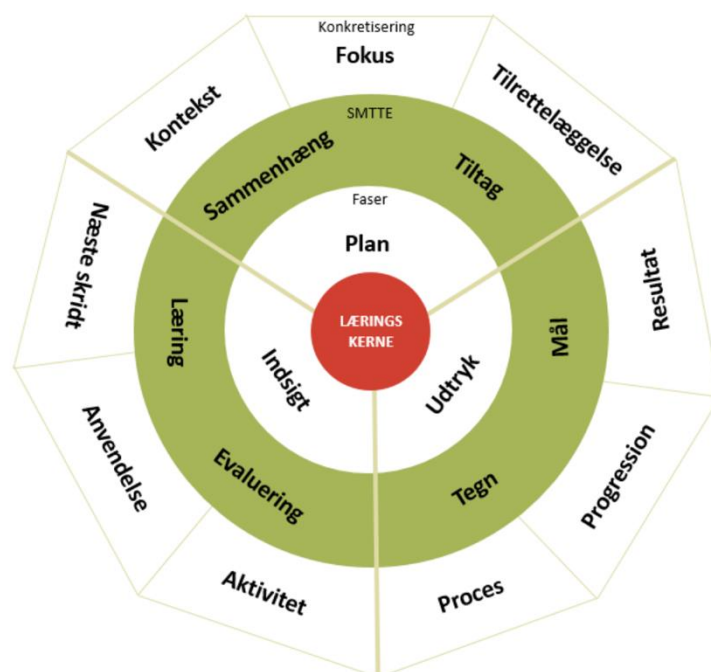 Konkretisering
Fokus
Kontekst
Tilrettelæggelse
SMTTE
Sammenhæng
Tiltag
Faser
Plan
Næste skridt
Resultat
LÆRINGS
KERNE
Læring
Mål
Indsigt
Udtryk
Anvendelse
Progression
Evaluering
Tegn
Aktivitet
Proces